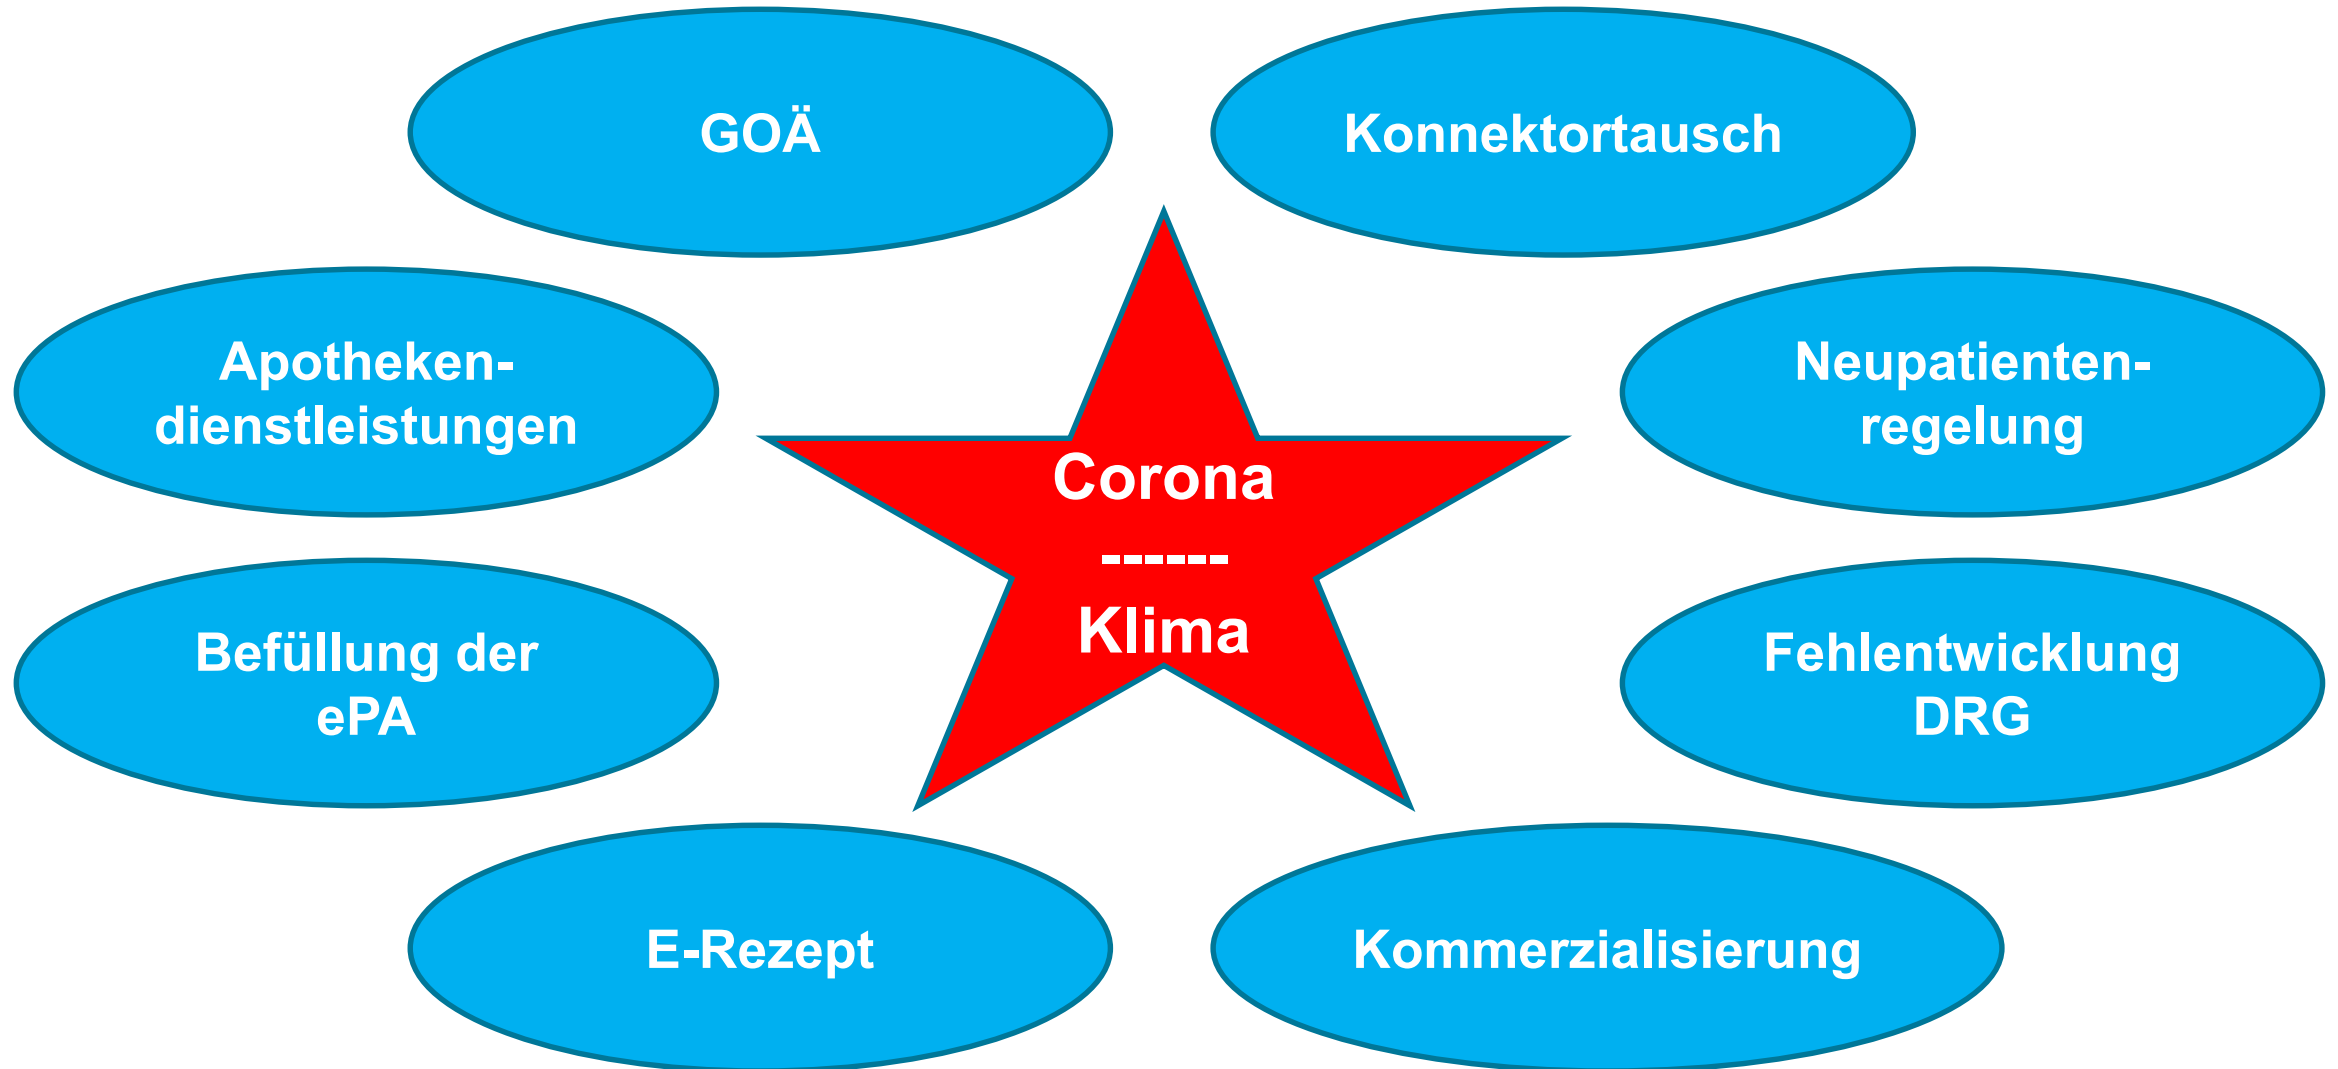 GOÄ
Konnektortausch
Apotheken-
dienstleistungen
Neupatienten-
regelung
Corona
------
Klima
Befüllung der
ePA
Fehlentwicklung
DRG
E-Rezept
Kommerzialisierung